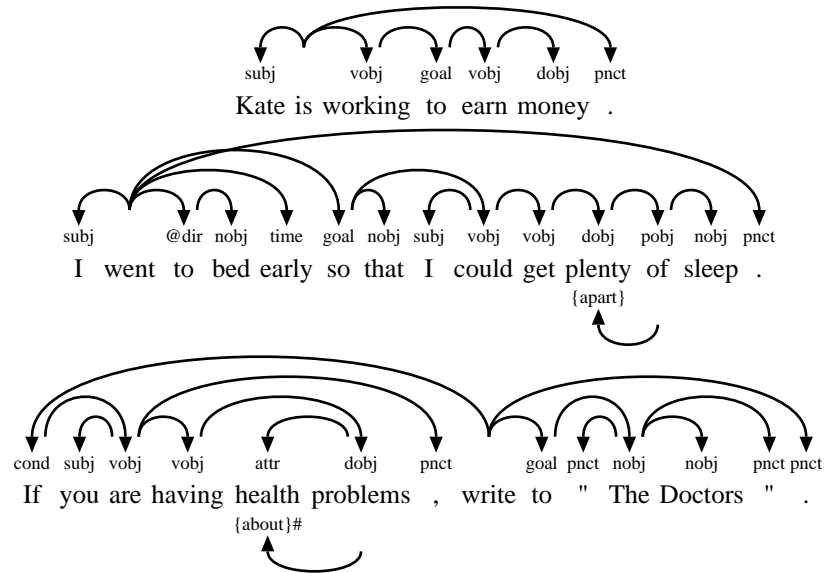 subj vobj goal vobj dobj pnct
Kate is working to earn money .
subj @dir nobj time goal nobj subj vobj vobj dobj pobj nobj pnct
I went to bed early so that I could get plenty of sleep .
{apart}
cond subj vobj vobj attr dobj pnct goal pnct nobj nobj pnct pnct
If you are having health problems , write to " The Doctors " .
{about}#